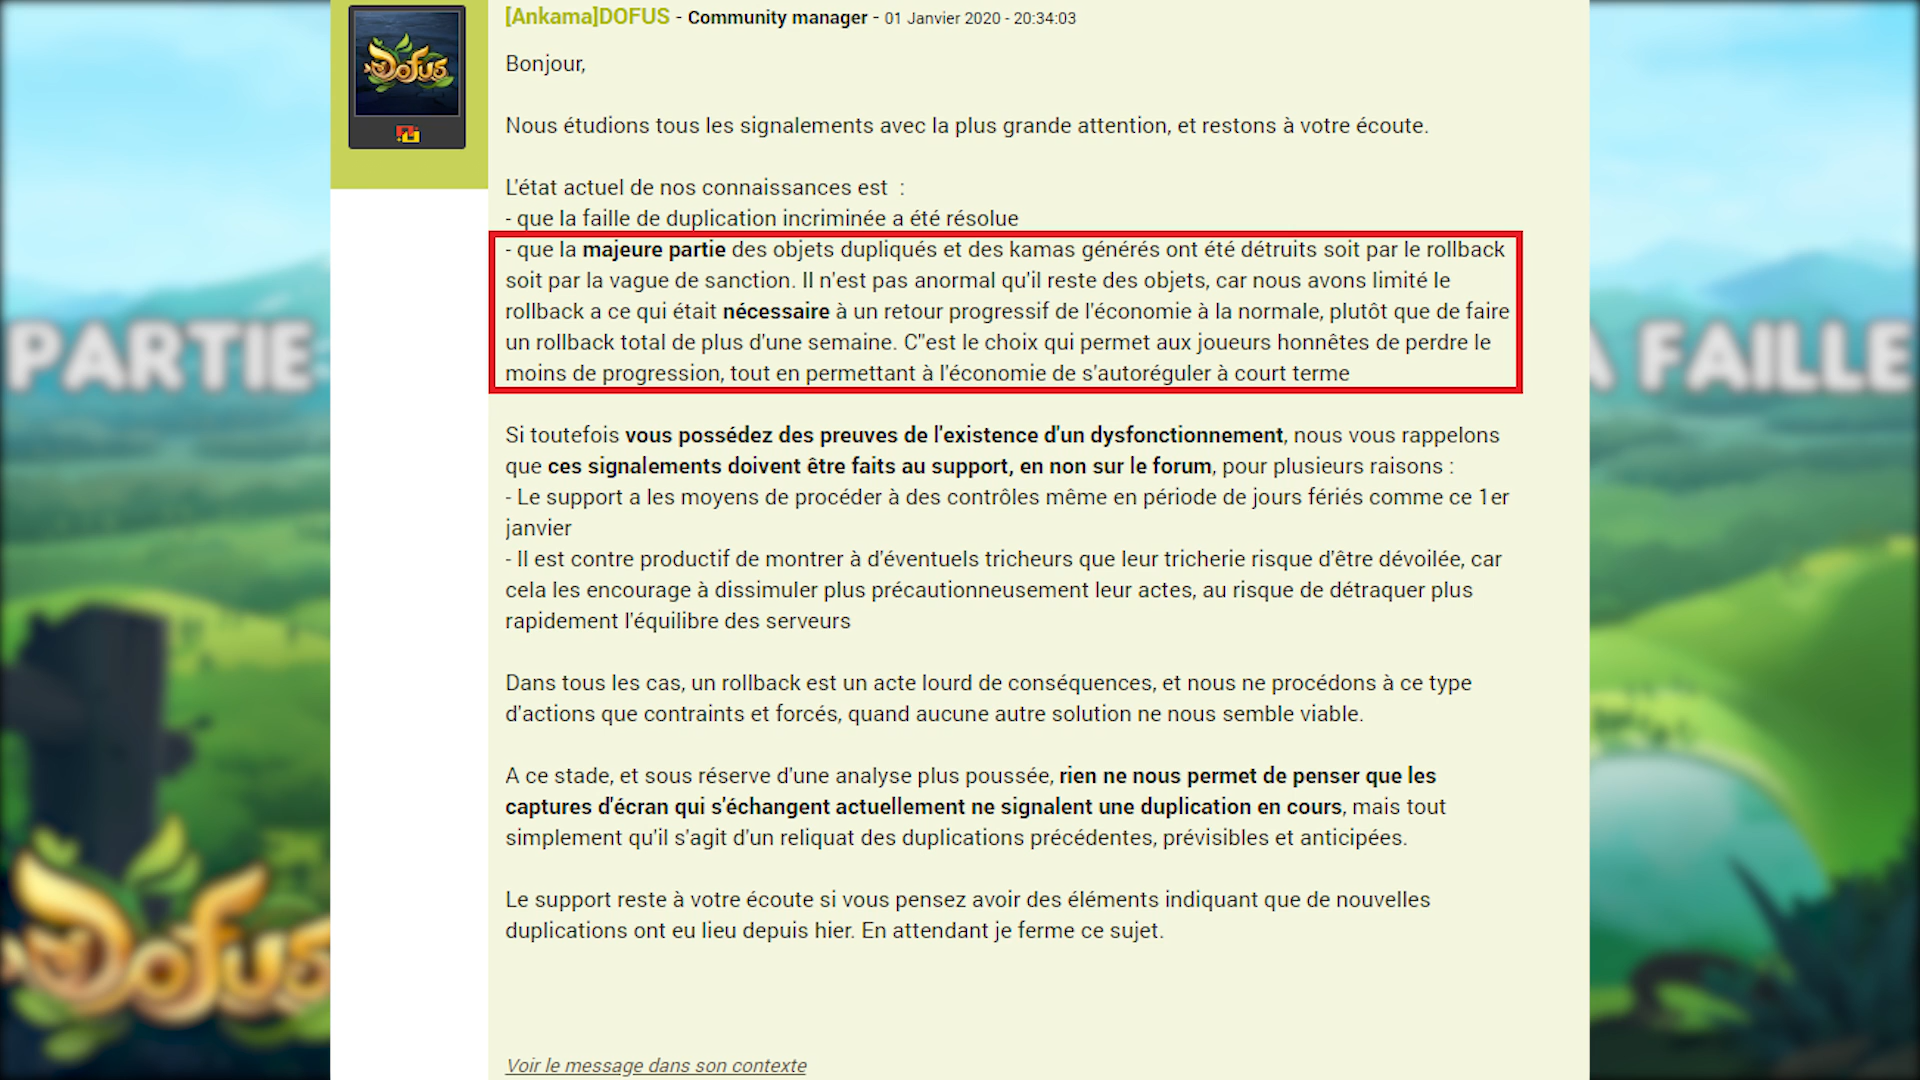 [Ankama]DOFUS - Community manager - 01 Janvier 2020 - 20:34:03
Dofus
Bonjour,
Nous étudions tous les signalements avec la plus grande attention, et restons à votre écoute.
L'état actuel de nos connaissances est  :
- que la faille de duplication incriminée a été résolue
- que la majeure partie des objets dupliqués et des kamas générés ont été détruits soit par le rollback
soit par la vague de sanction. Il n'est pas anormal qu'il reste des objets, car nous avons limité le
rollback a ce qui était nécessaire à un retour progressif de l'économie à la normale, plutôt que de faire
un rollback total de plus d'une semaine. C''est le choix qui permet aux joueurs honnêtes de perdre le
moins de progression, tout en permettant à l'économie de s'autoréguler à court terme
PARTIE
A FAILLE
Si toutefois vous possédez des preuves de l'existence d'un dysfonctionnement, nous vous rappelons
que ces signalements doivent être faits au support, en non sur le forum, pour plusieurs raisons :
- Le support a les moyens de procéder à des contrôles même en période de jours fériés comme ce 1er
janvier
- Il est contre productif de montrer à d'éventuels tricheurs que leur tricherie risque d'être dévoilée, car
cela les encourage à dissimuler plus précautionneusement leur actes, au risque de détraquer plus
rapidement l'équilibre des serveurs
Dans tous les cas, un rollback est un acte lourd de conséquences, et nous ne procédons à ce type
d'actions que contraints et forcés, quand aucune autre solution ne nous semble viable.
A ce stade, et sous réserve d'une analyse plus poussée, rien ne nous permet de penser que les
captures d'écran qui s'échangent actuellement ne signalent une duplication en cours, mais tout
simplement qu'il s'agit d'un reliquat des duplications précédentes, prévisibles et anticipées.
Le support reste à votre écoute si vous pensez avoir des éléments indiquant que de nouvelles
duplications ont eu lieu depuis hier. En attendant je ferme ce sujet.
Dofus
Voir le message dans son contexte